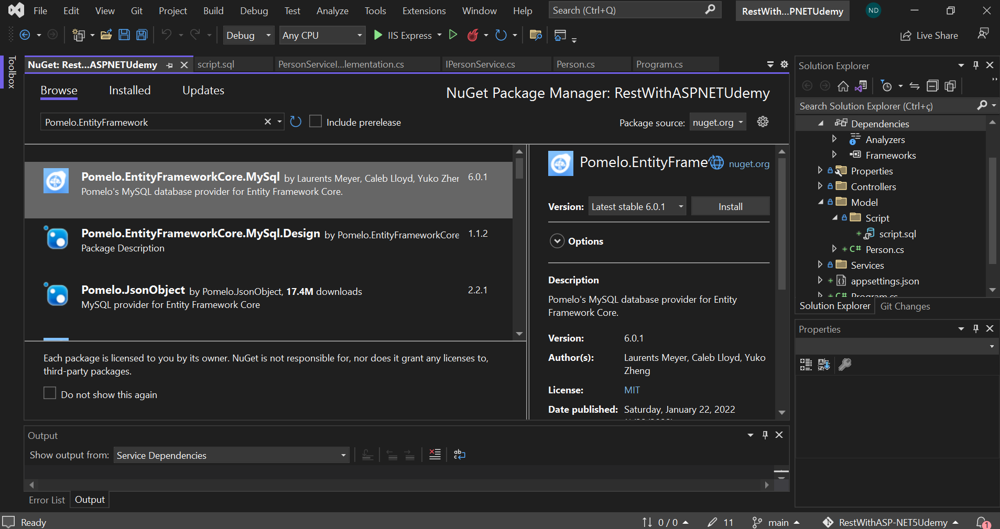 File Edit View Git Project Build Debug Test Analyze Tools Extensions Window Help Search (Ctrl+Q) RestWith...PNETUdemy ND
Debug Any CPU IIS Express Live Share
Toolbox
NuGet: Rest...ASPNETUdemy script.sql PersonServiceI...lementation.cs IPersonService.cs Person.cs Program.cs
Browse Installed Updates NuGet Package Manager: RestWithASPNETUdemy
Pomelo.EntityFramework Include prerelease Package source: nuget.org
Pomelo.EntityFrameworkCore.MySql by Laurents Meyer, Caleb Lloyd, Yuko Zher 6.0.1
Pomelo's MySQL database provider for Entity Framework Core.
Pomelo.EntityFrameworkCore.MySql.Design by Pomelo.EntityFrameworkCore 1.1.2
Package Description
Pomelo.JsonObject by Pomelo.JsonObject, 17.4M downloads 2.2.1
MySQL provider for Entity Framework Core
Each package is licensed to you by its owner. NuGet is not responsible for, nor does it grant any licenses to,
third-party packages.
Do not show this again
Pomelo.EntityFrame nuget.org
Version: Latest stable 6.0.1 Install
Options
Description
Pomelo's MySQL database provider for Entity
Framework Core.
Version: 6.0.1
Author(s): Laurents Meyer, Caleb Lloyd, Yuko
Zheng
License: MIT
Date published: Saturday, January 22, 2022
Solution Explorer
Search Solution Explorer (Ctrl+ç)
Dependencies
Analyzers
Frameworks
Properties
Controllers
Model
Script
script.sql
C# Person.cs
Services
appsettings.json
C# Program.cs
Solution Explorer Git Changes
Properties
Output
Show output from: Service Dependencies
Error List Output
Ready 0 / 0 11 main RestWithASP-NET5Udemy 1